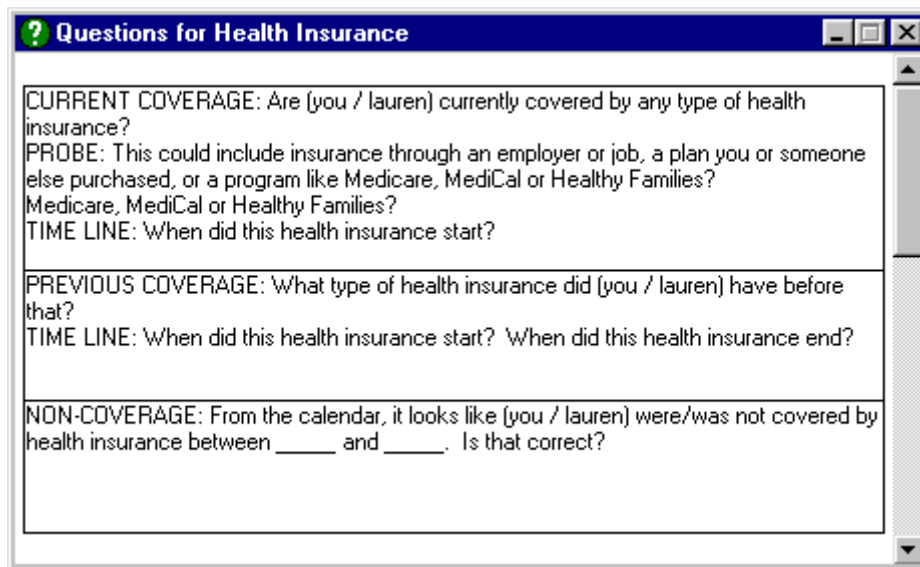 Questions for Health Insurance
CURRENT COVERAGE: Are (you / lauren) currently covered by any type of health
insurance?
PROBE: This could include insurance through an employer or job, a plan you or someone
else purchased, or a program like Medicare, MediCal or Healthy Families?
Medicare, MediCal or Healthy Families?
TIME LINE: When did this health insurance start?
PREVIOUS COVERAGE: What type of health insurance did (you / lauren) have before
that?
TIME LINE: When did this health insurance start?  When did this health insurance end?
NON-COVERAGE: From the calendar, it looks like (you / lauren) were/was not covered by
health insurance between _____ and _____.  Is that correct?